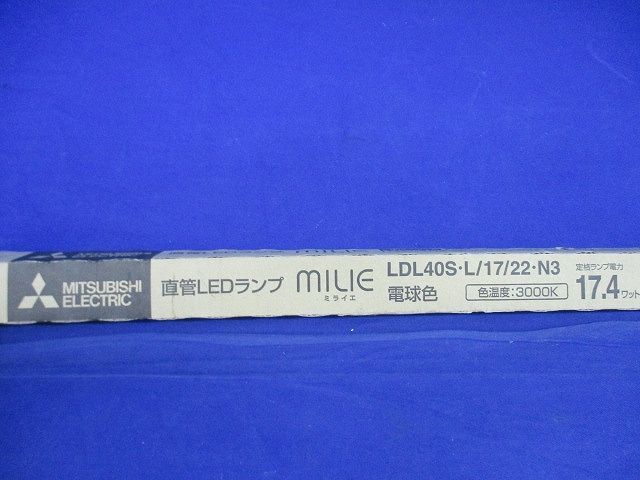 MITSUBISHI
ELECTRIC
直管LEDランプ
MILIE
ミライエ
LDL40S·L/17/22·N3
電球色
色温度:3000K
定格ランプ電力
17.4ワット